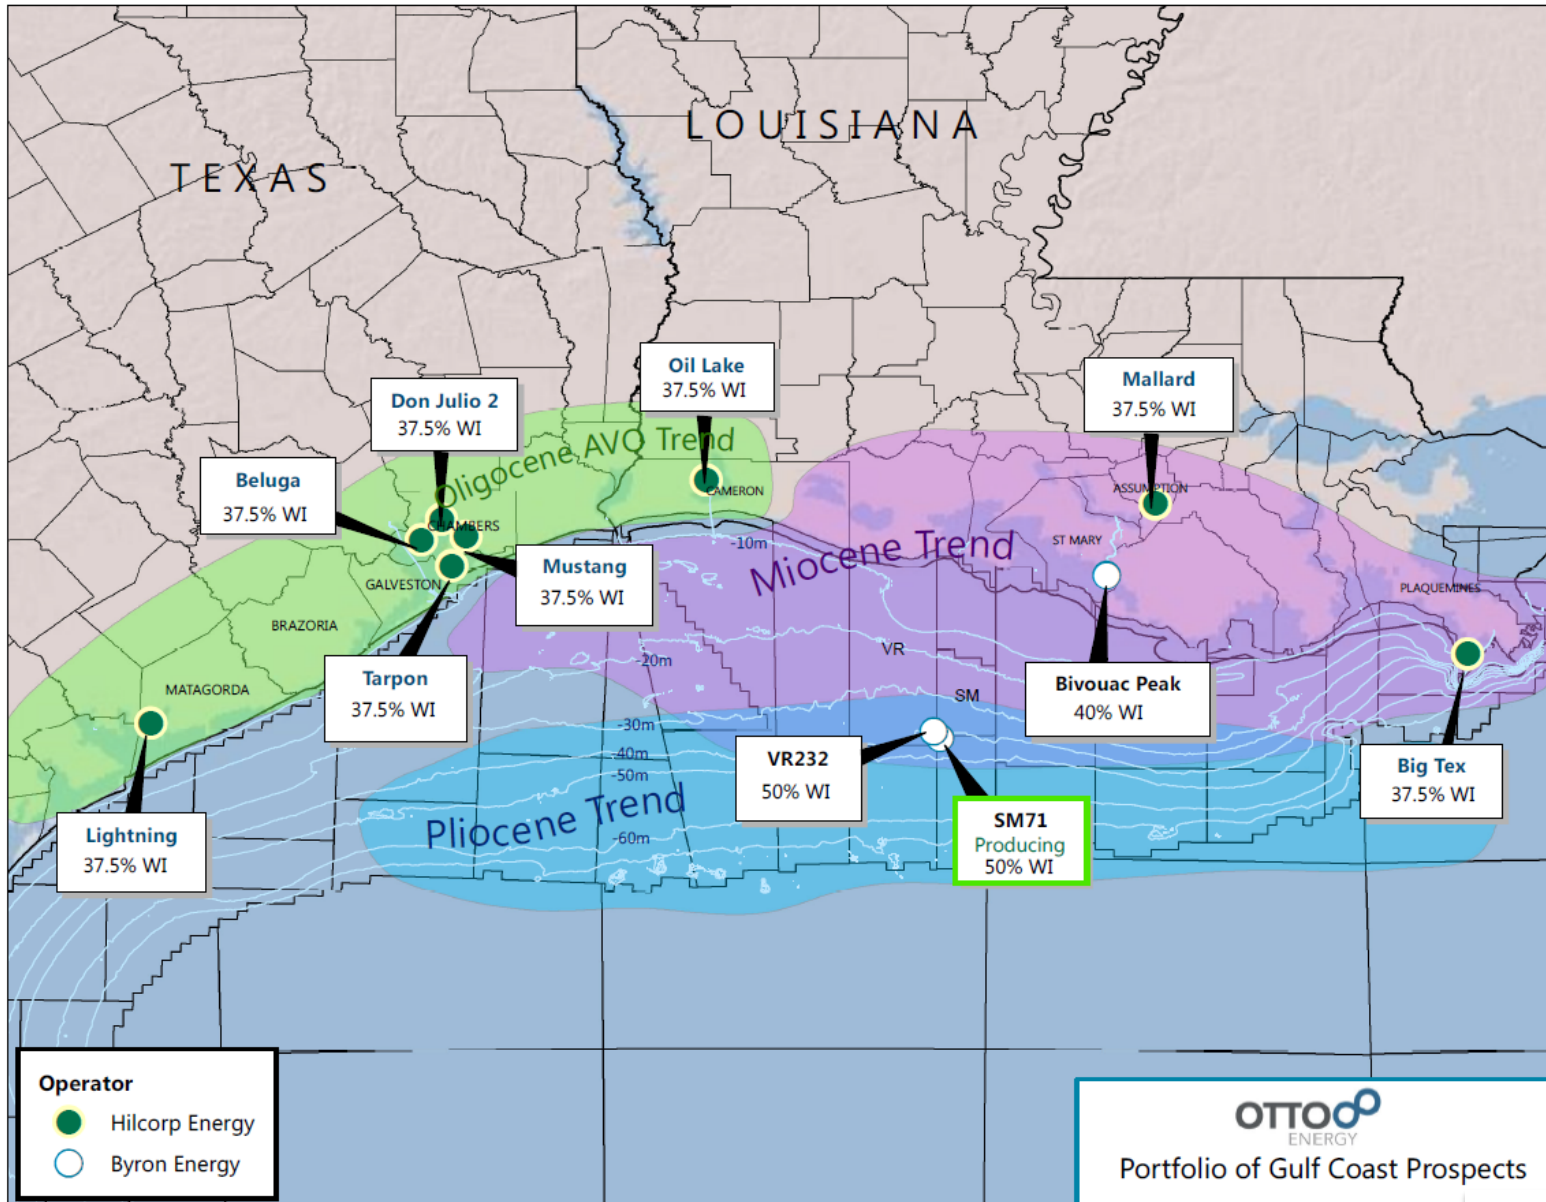 LOUISIANA
TEXAS
Oil Lake
37.5% WI
Mallard
37.5% WI
Don Julio 2
37.5% WI
Oligocene AVO Trend
Beluga
37.5% WI
CAMERON
ASSUMPTION
CHAMBERS
-10m
Miocene Trend
ST MARY
Mustang
37.5% WI
GALVESTON
PLAQUEMINES
BRAZORIA
VR
-20m
Tarpon
37.5% WI
MATAGORDA
SM
Bivouac Peak
40% WI
-30m
-40m
-50m
VR232
50% WI
Big Tex
37.5% WI
Pliocene Trend
-60m
Lightning
37.5% WI
SM71
Producing
50% WI
Operator
Hilcorp Energy
Byron Energy
OTTO
ENERGY
Portfolio of Gulf Coast Prospects